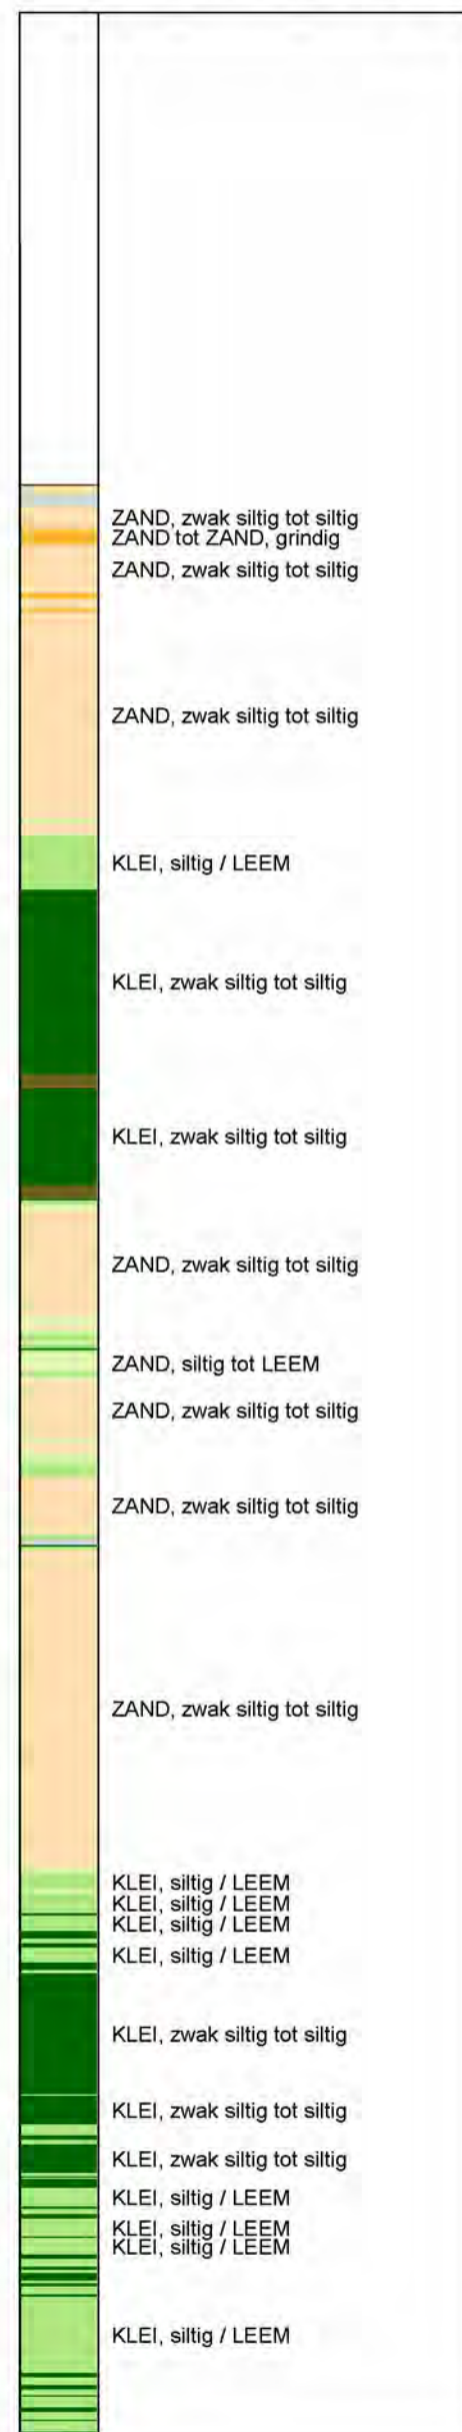 ZAND, zwak siltig tot siltig
ZAND tot ZAND, grindig
ZAND, zwak siltig tot siltig
ZAND, zwak siltig tot siltig
KLEI, siltig / LEEM
KLEI, zwak siltig tot siltig
KLEI, zwak siltig tot siltig
ZAND, zwak siltig tot siltig
ZAND, siltig tot LEEM
ZAND, zwak siltig tot siltig
ZAND, zwak siltig tot siltig
ZAND, zwak siltig tot siltig
KLEI, siltig / LEEM
KLEI, siltig / LEEM
KLEI, siltig / LEEM
KLEI, siltig / LEEM
KLEI, zwak siltig tot siltig
KLEI, zwak siltig tot siltig
KLEI, zwak siltig tot siltig
KLEI, siltig / LEEM
KLEI, siltig / LEEM
KLEI, siltig / LEEM
KLEI, siltig / LEEM